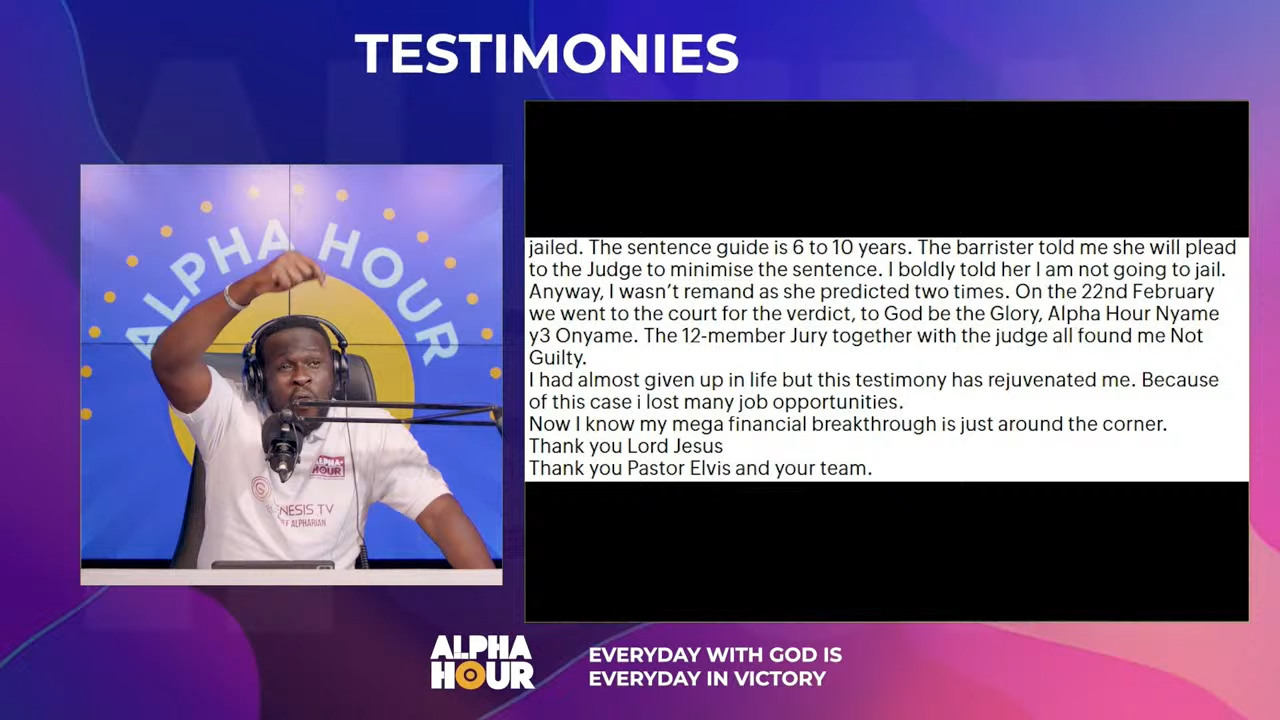 TESTIMONIES
ALPHA HOUR
ALPHA
HOUR
NESIS TV
EF ALPHARIAN
jailed. The sentence guide is 6 to 10 years. The barrister told me she will plead
to the Judge to minimise the sentence. I boldly told her I am not going to jail.
Anyway, I wasn't remand as she predicted two times. On the 22nd February
we went to the court for the verdict, to God be the Glory, Alpha Hour Nyame
y3 Onyame. The 12-member Jury together with the judge all found me Not
Guilty.
I had almost given up in life but this testimony has rejuvenated me. Because
of this case i lost many job opportunities.
Now I know my mega financial breakthrough is just around the corner.
Thank you Lord Jesus
Thank you Pastor Elvis and your team.
ALPHA
HOUR
EVERYDAY WITH GOD IS
EVERYDAY IN VICTORY